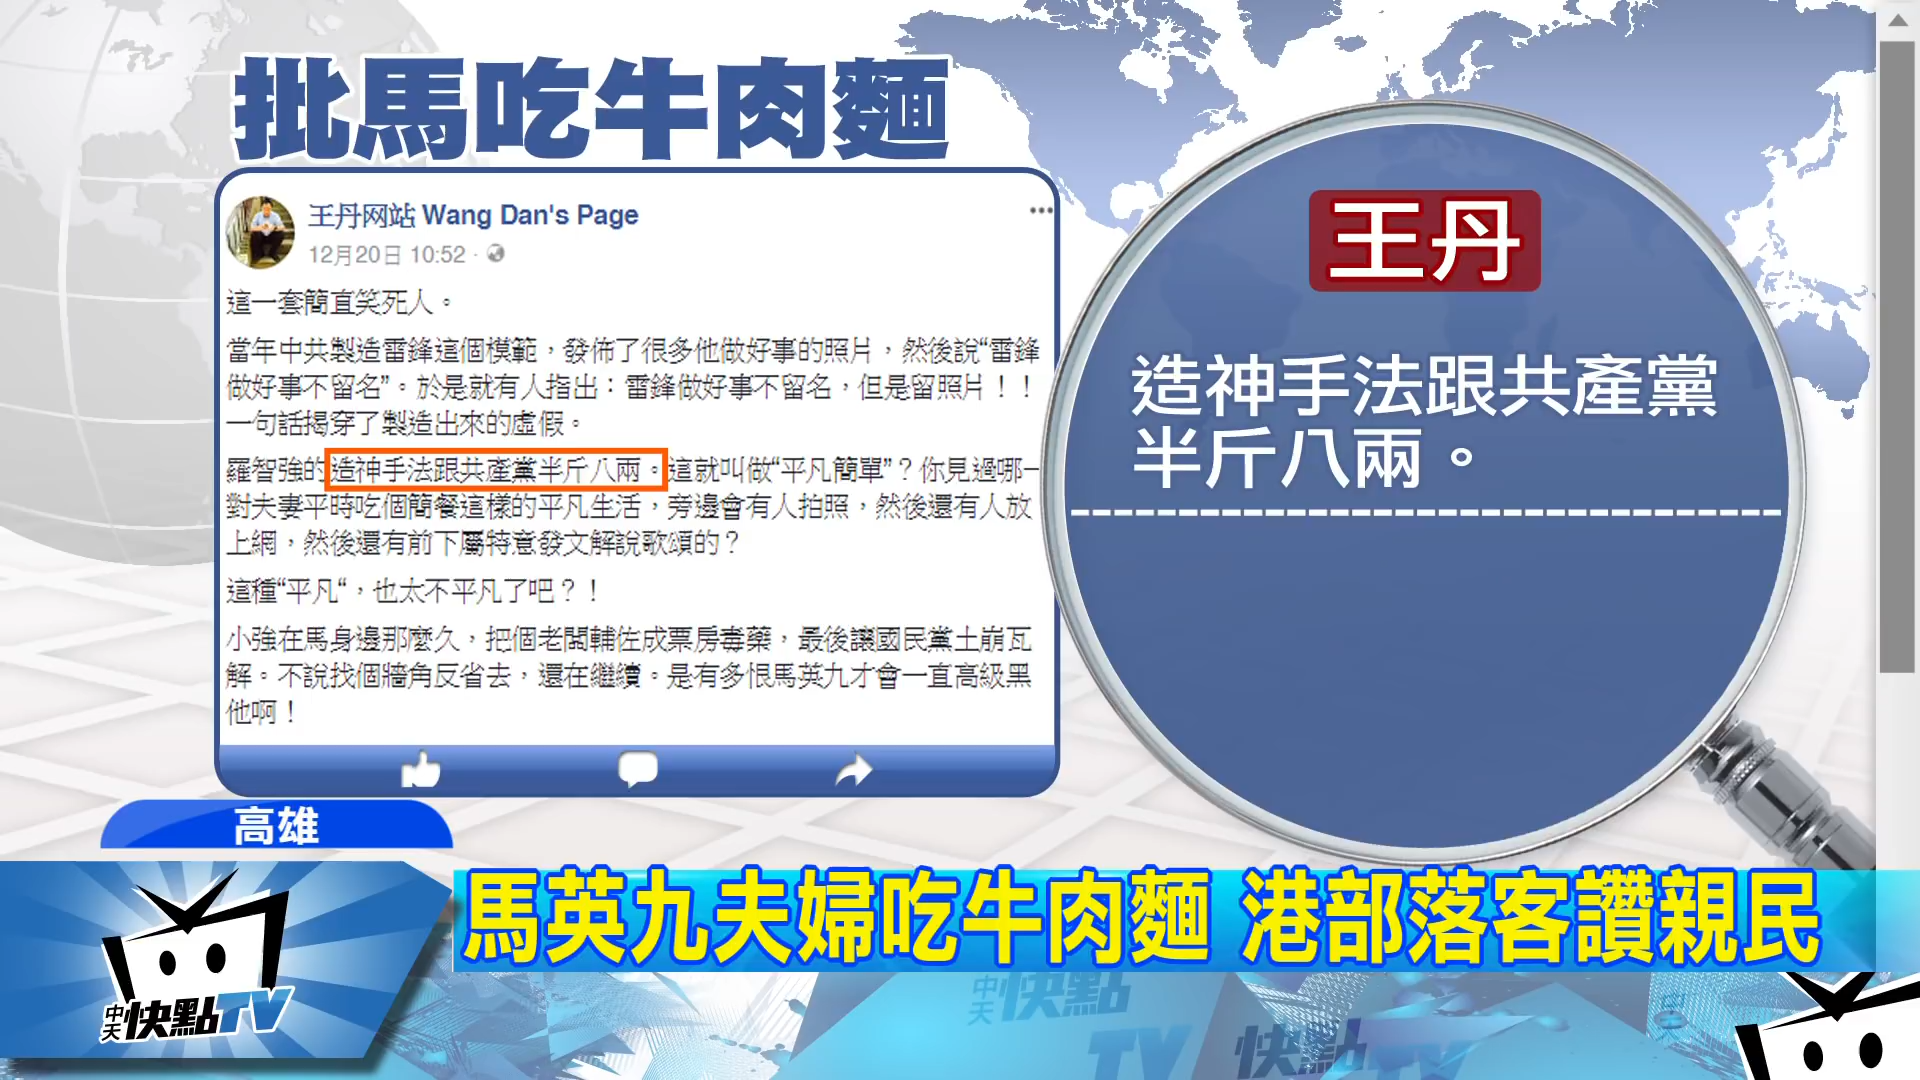 批馬吃牛肉麵
王丹网站 Wang Dan's Page
12月20日 10:52 ·
這一套簡直笑死人。
當年中共製造雷鋒這個模範，發佈了很多他做好事的照片，然後說“雷鋒
做好事不留名”。於是就有人指出：雷鋒做好事不留名，但是留照片！！
一句話揭穿了製造出來的虛假。
羅智強的造神手法跟共產黨半斤八兩。這就叫做“平凡簡單”？你見過哪一
對夫妻平時吃個簡餐這樣的平凡生活，旁邊會有人拍照，然後還有人放
上網，然後還有前下屬特意發文解說歌頌的？
這種“平凡“，也太不平凡了吧？！
小強在馬身邊那麼久，把個老闆輔佐成票房毒藥，最後讓國民黨土崩瓦
解。不說找個牆角反省去，還在繼續。是有多恨馬英九才會一直高級黑
他啊！
王丹
造神手法跟共產黨
半斤八兩。
高雄
馬英九夫婦吃牛肉麵 港部落客讚親民
中天快點TV
中天快點TV
快點TV